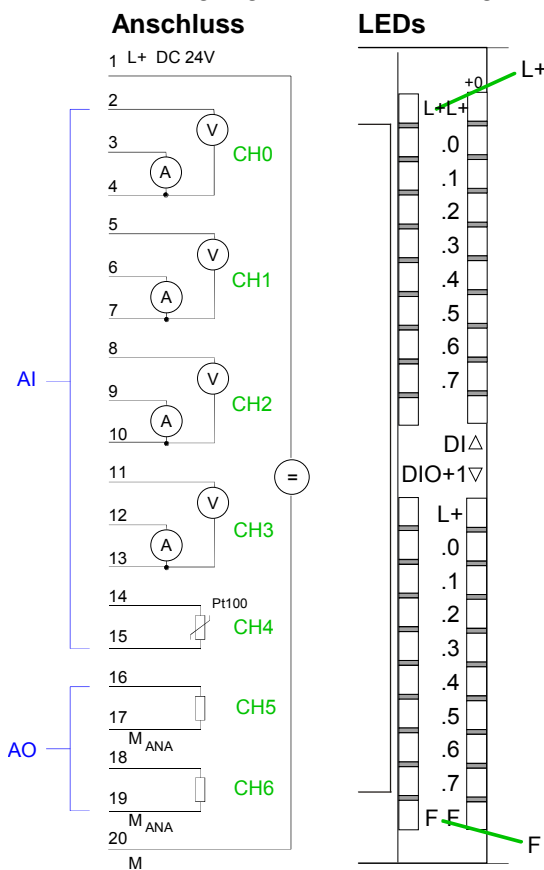 Anschluss
1 L+ DC 24V
2
V
3
A
CH0
4
5
V
6
A
CH1
7
8
V
AI
9
A
CH2
10
11
V
=
12
A
CH3
13
14
Pt100
15
CH4
16
CH5
17
M ANA
AO
18
CH6
19
M ANA
20
M
LEDs
L+
+0
L+L+
.0
.1
.2
.3
.4
.5
.6
.7
DI△
DIO+1▽
L+
.0
.1
.2
.3
.4
.5
.6
.7
F F
F